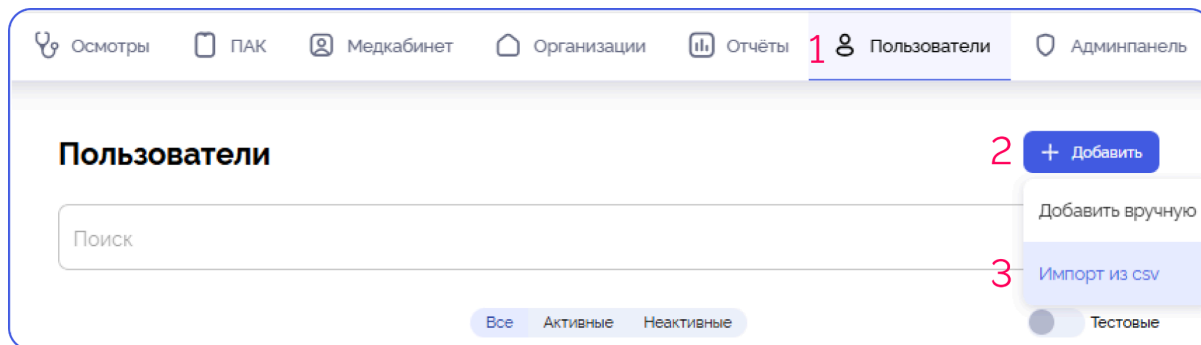 Осмотры ПАК Медкабинет Организации Отчёты 1 Пользователи Админпанель
Пользователи 2 + Добавить
Добавить вручную
Поиск
3 Импорт из csv
Все Активные Неактивные Тестовые